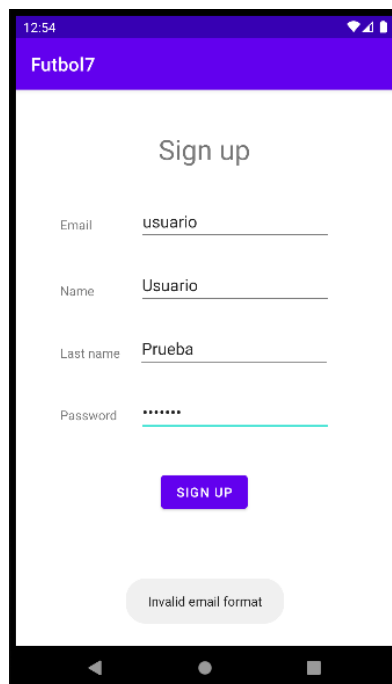 12:54
Futbol7
Sign up
Email usuario
Name Usuario
Last name Prueba
Password •••••••
SIGN UP
Invalid email format